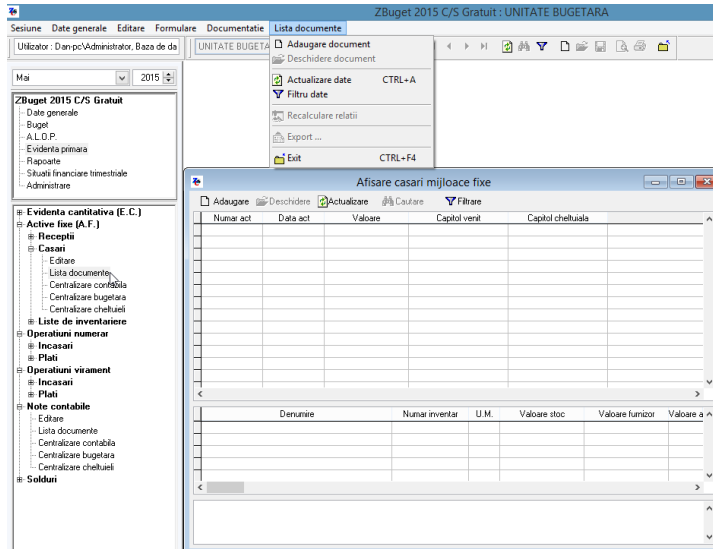 ZBuget 2015 C/S Gratuit : UNITATE BUGETARA
Sesiune Date generale Editare Formulare Documentatie Lista documente
Utilizator : Dan-pc\Administrator, Baza de da
UNITATE BUGETA
Adaugare document
Deschidere document
Actualizare date CTRL+A
Filtru date
Recalculare relatii
Export ...
Exit CTRL+F4
Mai 2015
ZBuget 2015 C/S Gratuit
Date generale
Buget
A.L.O.P.
Evidenta primara
Rapoarte
Situatii financiare trimestriale
Administrare
Evidenta cantitativa (E.C.)
Active fixe (A.F.)
Receptii
Casari
Editare
Lista documente
Centralizare contabila
Centralizare bugetara
Centralizare cheltuieli
Liste de inventariere
Operatiuni numerar
Incasari
Plati
Operatiuni virament
Incasari
Plati
Note contabile
Editare
Lista documente
Centralizare contabila
Centralizare bugetara
Centralizare cheltuieli
Solduri
Afisare casari mijloace fixe
Adaugare Deschidere Actualizare Cautare Filtrare
Numar act Data act Valoare Capitol venit Capitol cheltuiala
Denumire Numar inventar U.M. Valoare stoc Valoare furnizor Valoare a